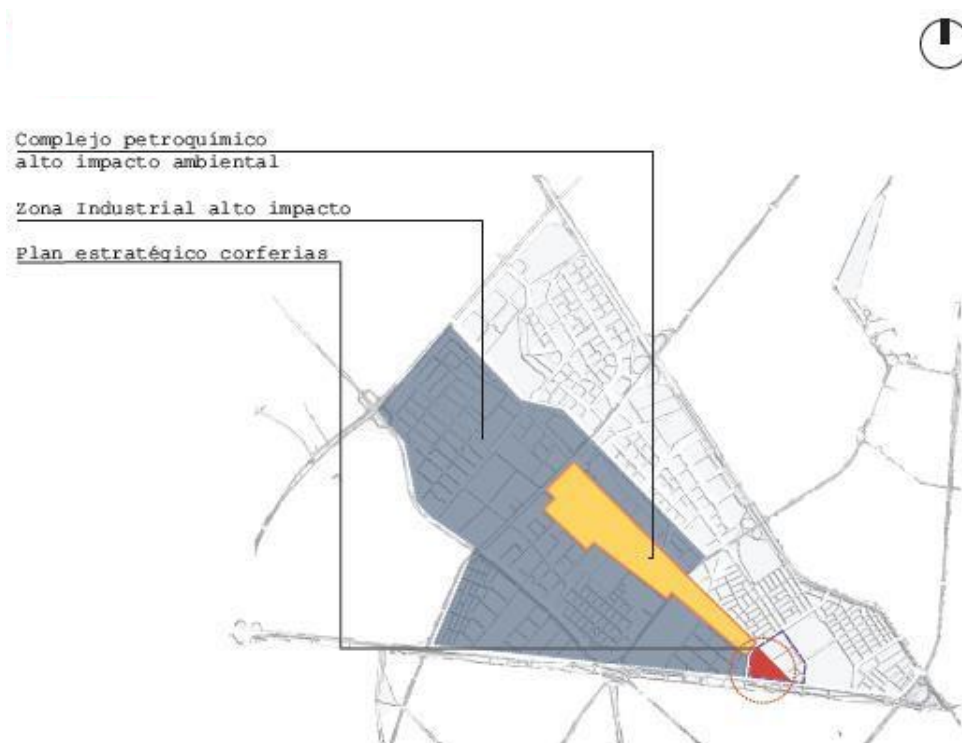 Complejo petroquímico
alto impacto ambiental
Zona Industrial alto impacto
Plan estratégico corferias